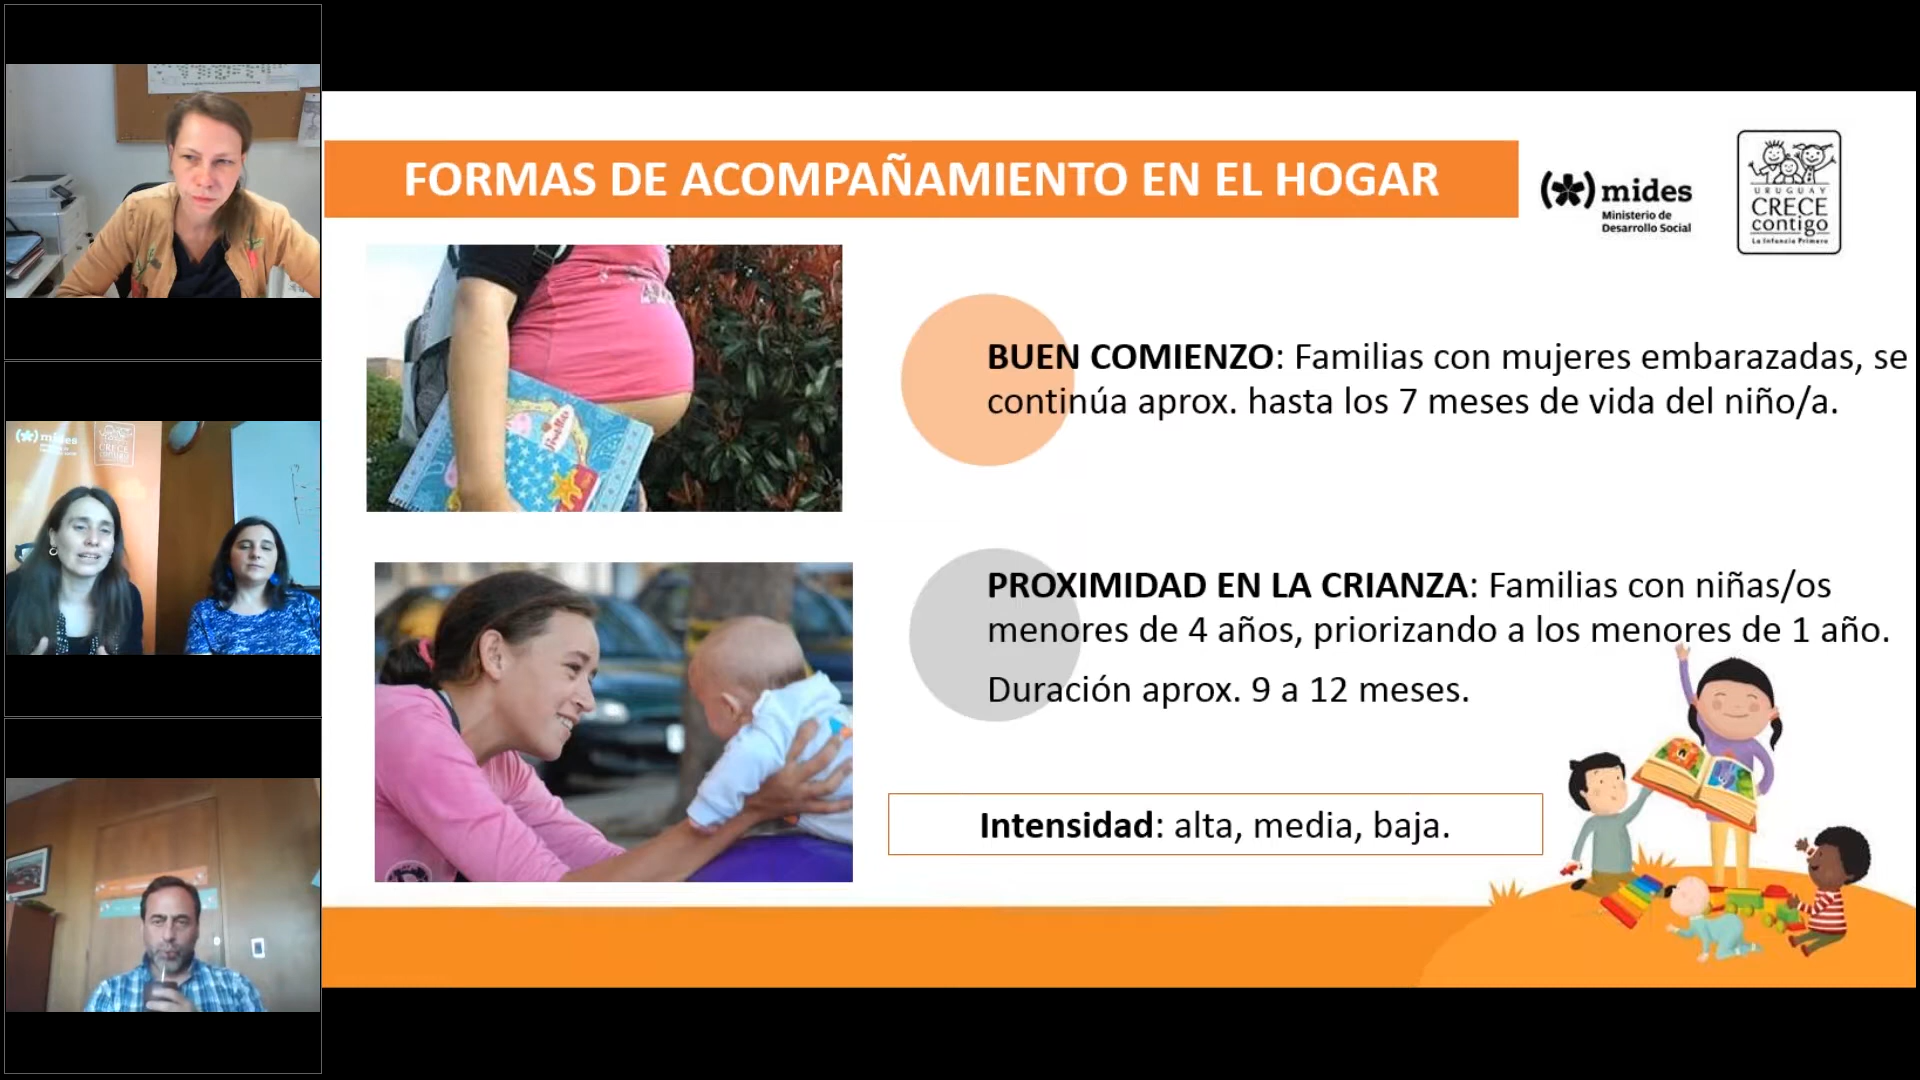 FORMAS DE ACOMPAÑAMIENTO EN EL HOGAR
(*) mides
Ministerio de
Desarrollo Social
URUGUAY
CRECE
contigo
La Infancia Primero
BUEN COMIENZO: Familias con mujeres embarazadas, se
continúa aprox. hasta los 7 meses de vida del niño/a.
PROXIMIDAD EN LA CRIANZA: Familias con niñas/os
menores de 4 años, priorizando a los menores de 1 año.
Duración aprox. 9 a 12 meses.
Intensidad: alta, media, baja.
mides
CRECE
contigo